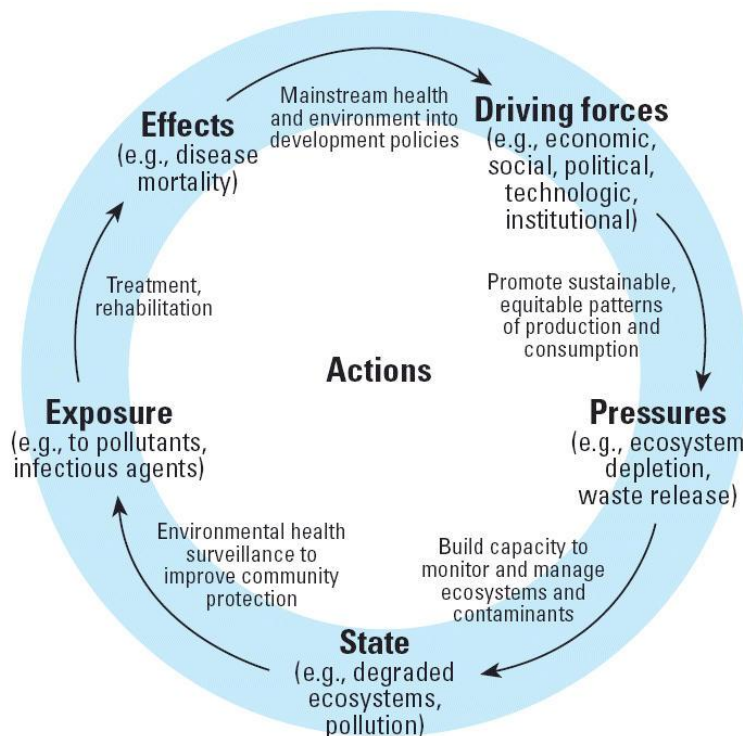 Effects
(e.g., disease
mortality)
Mainstream health
and environment into
development policies
Driving forces
(e.g., economic,
social, political,
technologic,
institutional)
Treatment,
rehabilitation
Promote sustainable,
equitable patterns
of production and
consumption
Actions
Exposure
(e.g., to pollutants,
infectious agents)
Pressures
(e.g., ecosystem
depletion,
waste release)
Environmental health
surveillance to
improve community
protection
Build capacity to
monitor and manage
ecosystems and
contaminants
State
(e.g., degraded
ecosystems,
pollution)